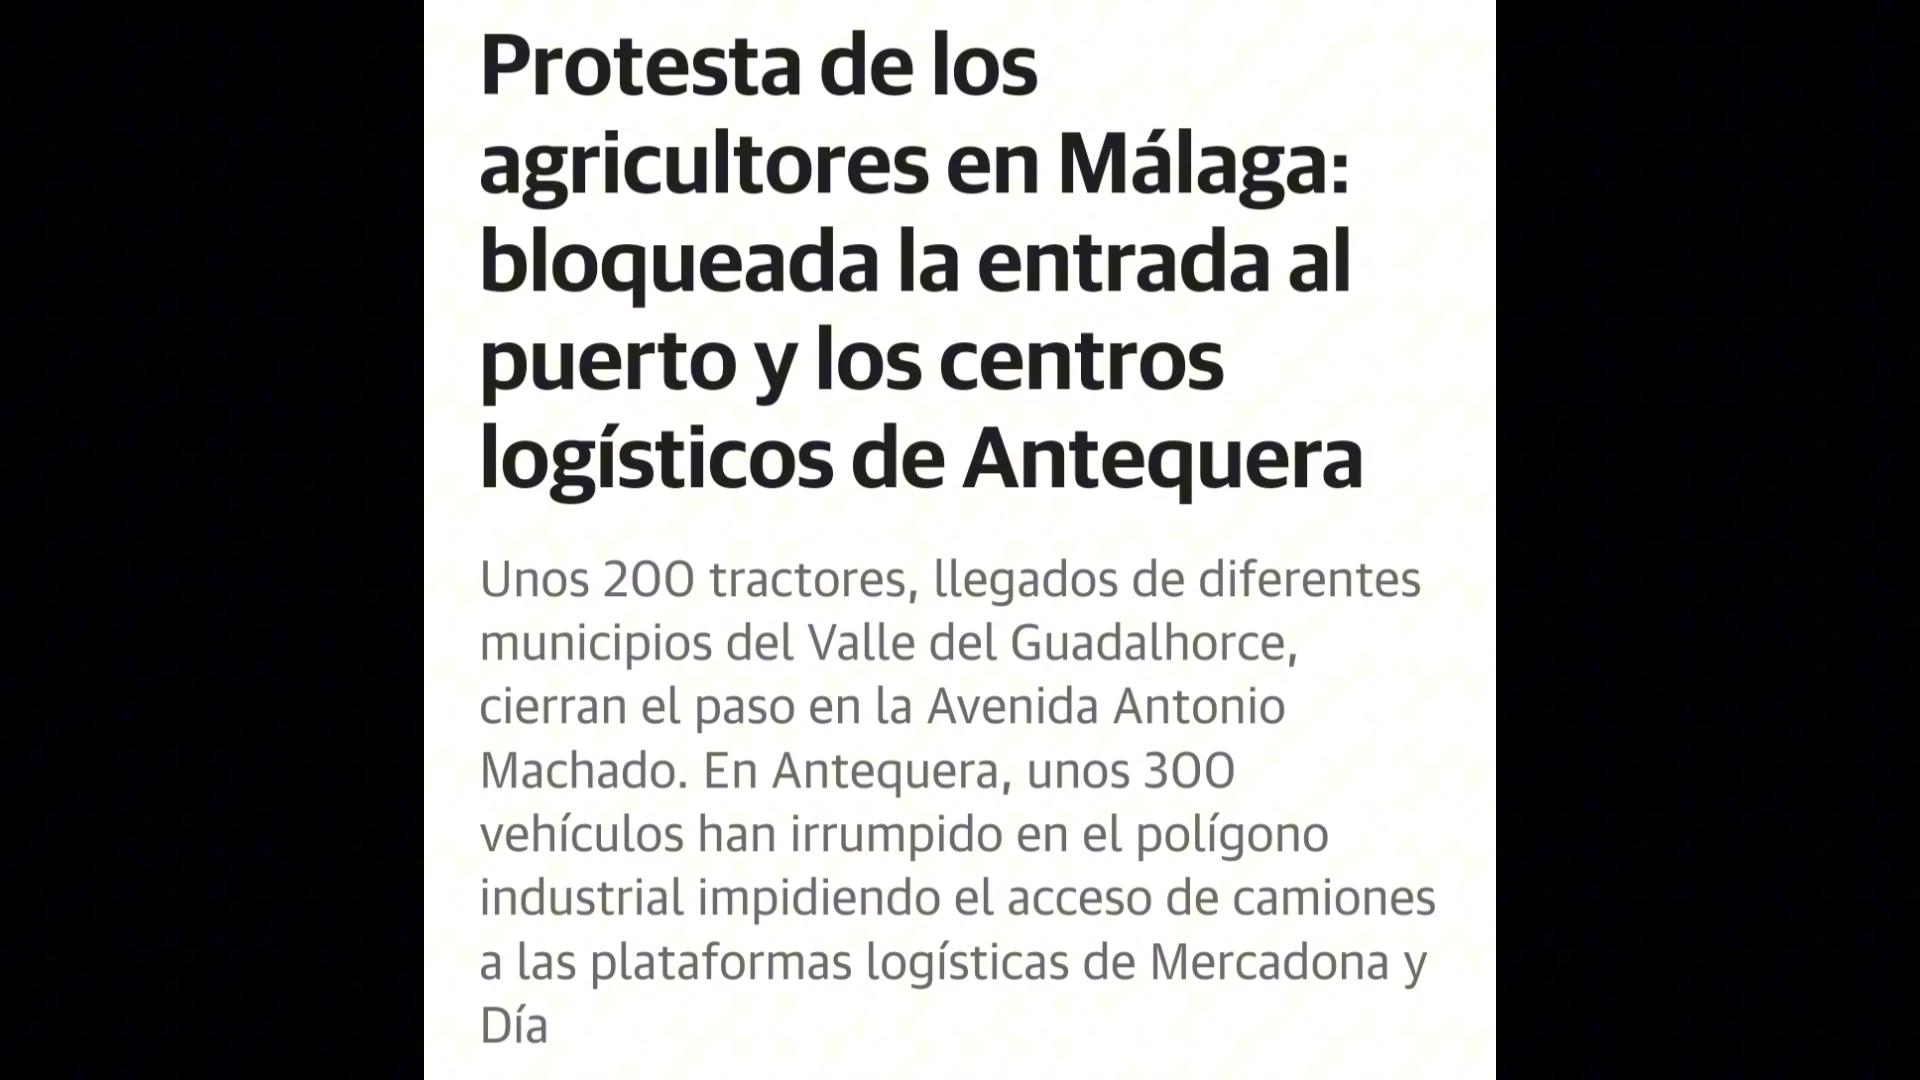 Protesta de los
agricultores en Málaga:
bloqueada la entrada al
puerto y los centros
logísticos de Antequera
Unos 200 tractores, llegados de diferentes
municipios del Valle del Guadalhorce,
cierran el paso en la Avenida Antonio
Machado. En Antequera, unos 300
vehículos han irrumpido en el polígono
industrial impidiendo el acceso de camiones
a las plataformas logísticas de Mercadona y
Día